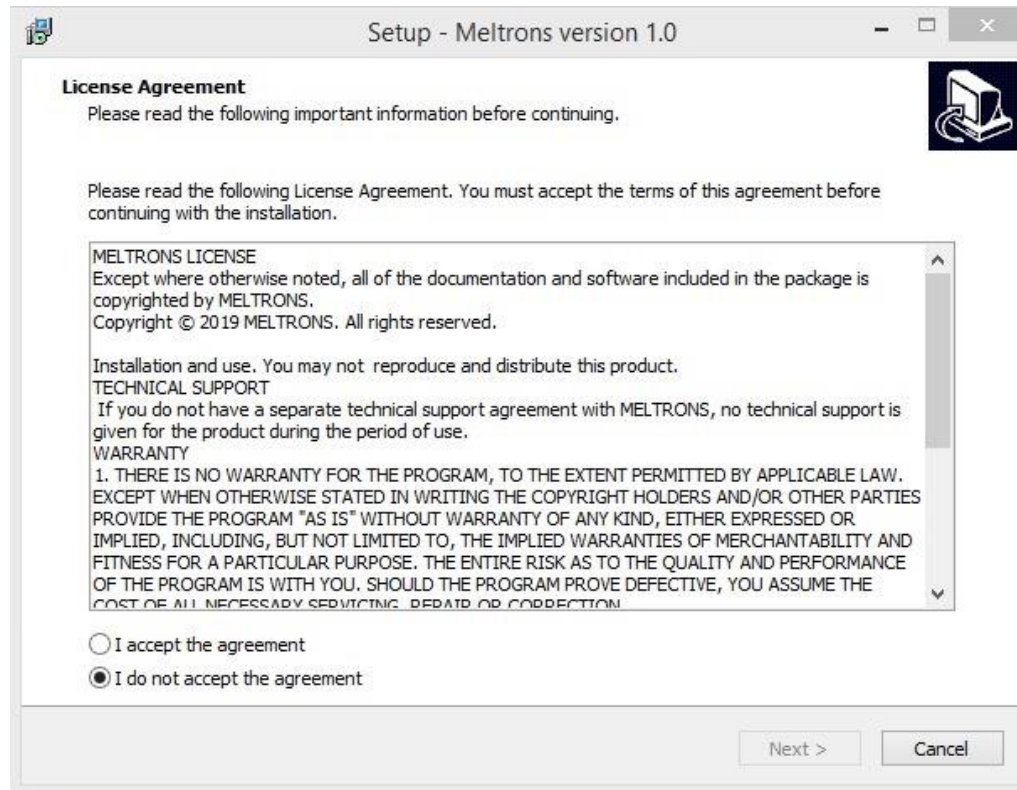 Setup - Meltrons version 1.0
License Agreement
Please read the following important information before continuing.
Please read the following License Agreement. You must accept the terms of this agreement before
continuing with the installation.
MELTRONS LICENSE
Except where otherwise noted, all of the documentation and software included in the package is
copyrighted by MELTRONS.
Copyright © 2019 MELTRONS. All rights reserved.
Installation and use. You may not  reproduce and distribute this product.
TECHNICAL SUPPORT
If you do not have a separate technical support agreement with MELTRONS, no technical support is
given for the product during the period of use.
WARRANTY
1. THERE IS NO WARRANTY FOR THE PROGRAM, TO THE EXTENT PERMITTED BY APPLICABLE LAW.
EXCEPT WHEN OTHERWISE STATED IN WRITING THE COPYRIGHT HOLDERS AND/OR OTHER PARTIES
PROVIDE THE PROGRAM "AS IS" WITHOUT WARRANTY OF ANY KIND, EITHER EXPRESSED OR
IMPLIED, INCLUDING, BUT NOT LIMITED TO, THE IMPLIED WARRANTIES OF MERCHANTABILITY AND
FITNESS FOR A PARTICULAR PURPOSE. THE ENTIRE RISK AS TO THE QUALITY AND PERFORMANCE
OF THE PROGRAM IS WITH YOU. SHOULD THE PROGRAM PROVE DEFECTIVE, YOU ASSUME THE
COST OF ALL NECESSARY SERVICING, REPAIR OR CORRECTION
I accept the agreement
I do not accept the agreement
Next >
Cancel